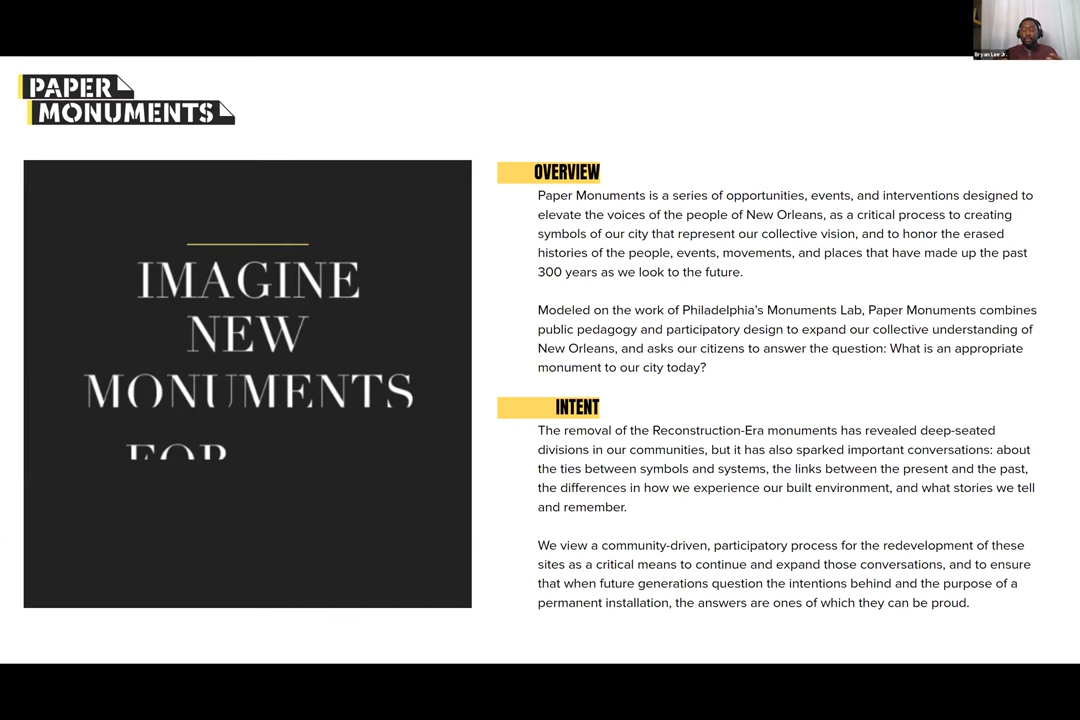 Bryan Lee Jr.
PAPER
MONUMENTS
IMAGINE
NEW
MONUMENTS
FOR
OVERVIEW
Paper Monuments is a series of opportunities, events, and interventions designed to
elevate the voices of the people of New Orleans, as a critical process to creating
symbols of our city that represent our collective vision, and to honor the erased
histories of the people, events, movements, and places that have made up the past
300 years as we look to the future.
Modeled on the work of Philadelphia's Monuments Lab, Paper Monuments combines
public pedagogy and participatory design to expand our collective understanding of
New Orleans, and asks our citizens to answer the question: What is an appropriate
monument to our city today?
INTENT
The removal of the Reconstruction-Era monuments has revealed deep-seated
divisions in our communities, but it has also sparked important conversations: about
the ties between symbols and systems, the links between the present and the past,
the differences in how we experience our built environment, and what stories we tell
and remember.
We view a community-driven, participatory process for the redevelopment of these
sites as a critical means to continue and expand those conversations, and to ensure
that when future generations question the intentions behind and the purpose of a
permanent installation, the answers are ones of which they can be proud.